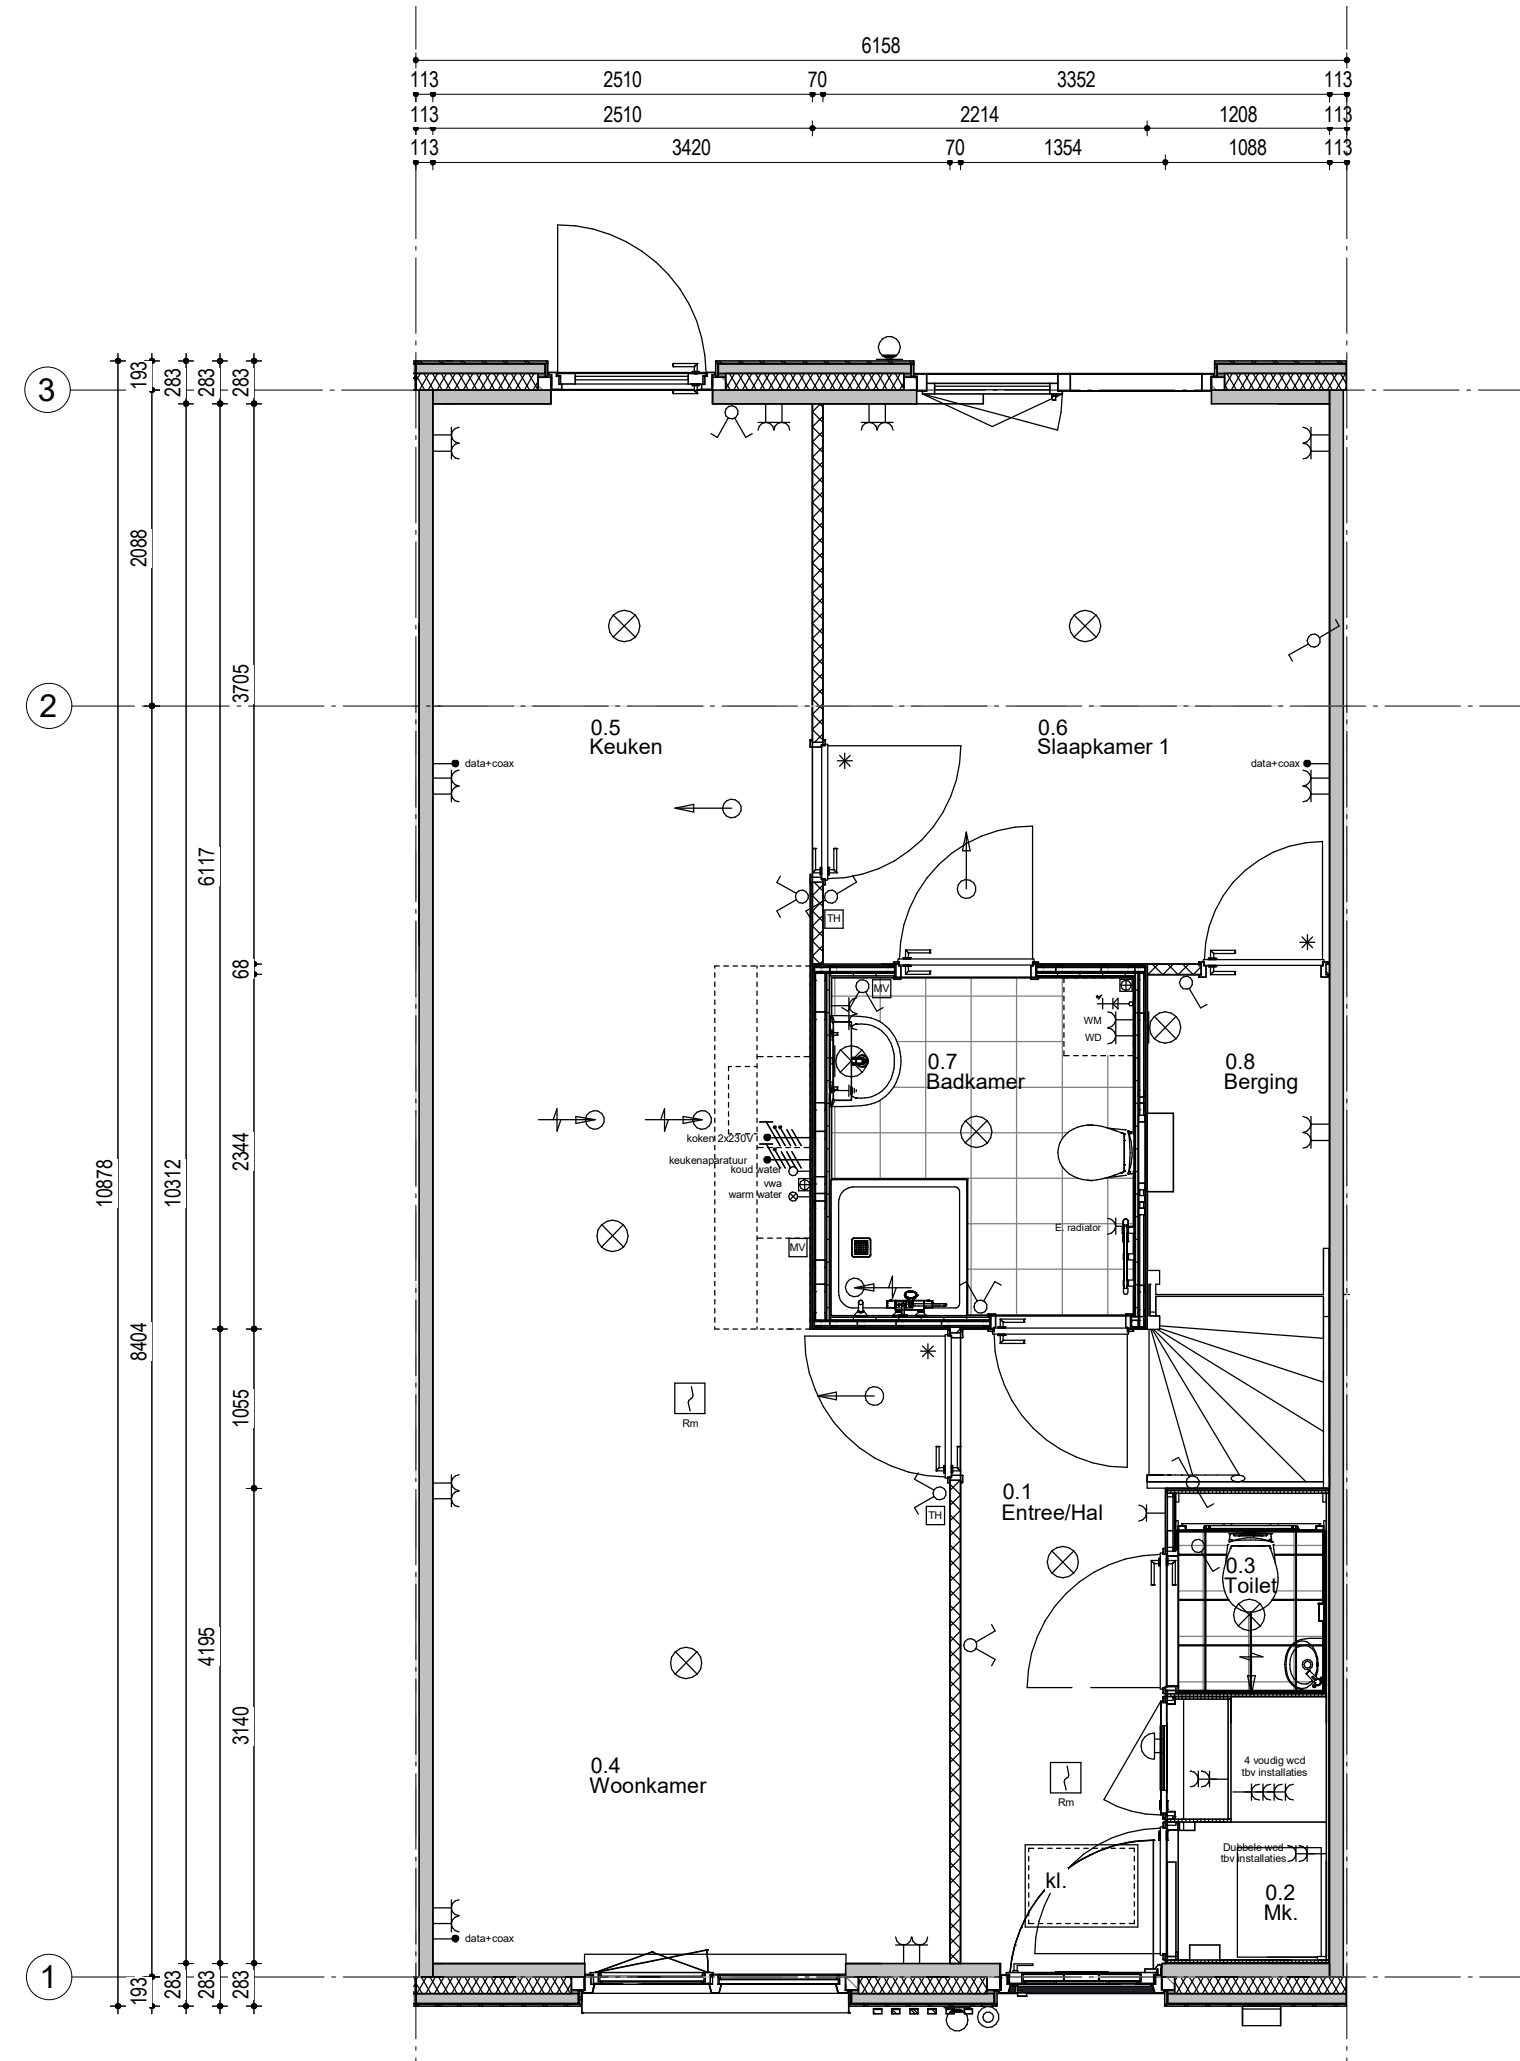 6158
113 2510 70 3352 113
113 2510 2214 1208 113
113 3420 70 1354 1088 113
3
193 283 283 283
2088
3705
2
0.5
Keuken
0.6
Slaapkamer 1
data+coax
data+coax
6117
TH
68
MV
WM
WD
0.7
Badkamer
0.8
Berging
koken 2x230V
keukenaparatuur
koud water
vwa
warm water
MV
E. radiator
10878
10312
2344
8404
1055
Rm
TH
0.1
Entree/Hal
0.3
Toilet
4195
3140
0.4
Woonkamer
Rm
4 voudig wcd
tbv installaties
Dubbele wcd
tbv installaties
kl.
0.2
Mk.
data+coax
1
193 283 283 283